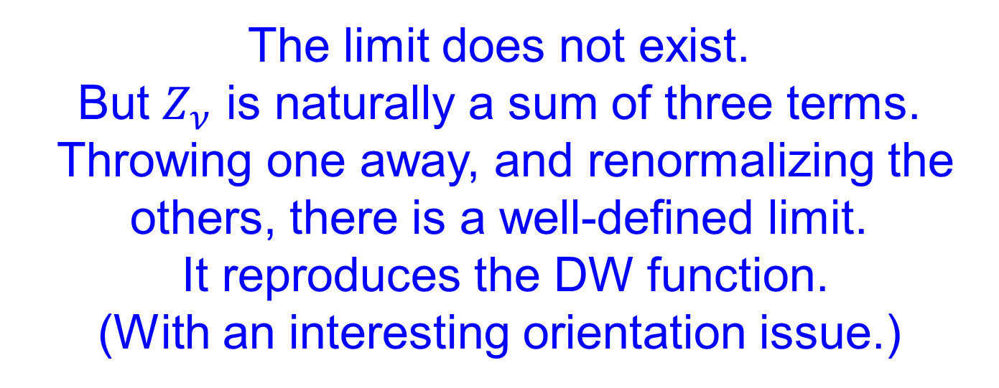 The limit does not exist.
But $Z_\nu$ is naturally a sum of three terms.
Throwing one away, and renormalizing the
others, there is a well-defined limit.
It reproduces the DW function.
(With an interesting orientation issue.)